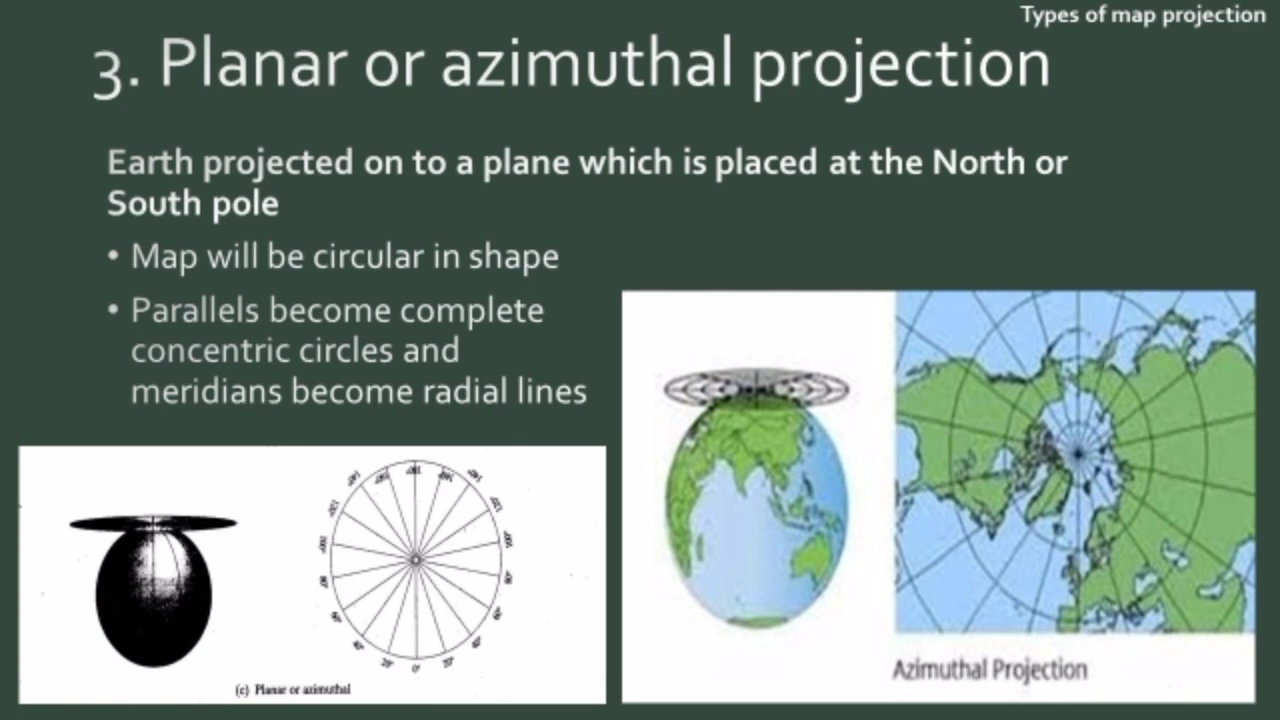 Types of map projection
3. Planar or azimuthal projection
Earth projected on to a plane which is placed at the North or
South pole
• Map will be circular in shape
• Parallels become complete
concentric circles and
meridians become radial lines
(c) Planar or azimuthal
Azimuthal Projection